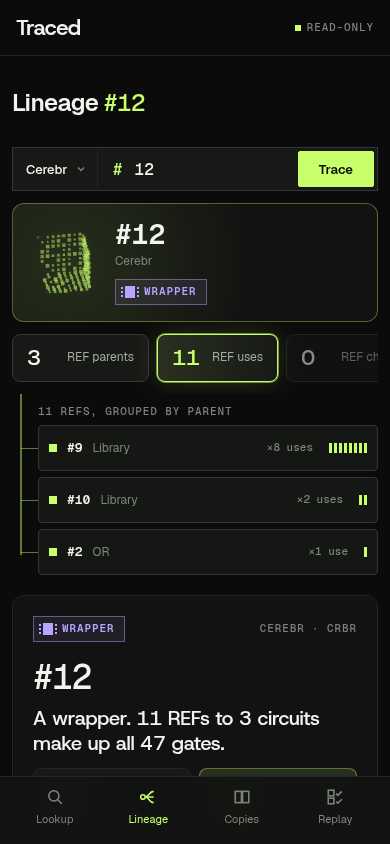 Traced
READ-ONLY
Lineage #12
Cerebr # 12 Trace
#12
Cerebr
WRAPPER
3 REF parents
11 REF uses
0 REF ch
11 REFS, GROUPED BY PARENT
#9 Library ×8 uses
#10 Library ×2 uses
#2 OR ×1 use
WRAPPER
CEREBR · CRBR
#12
A wrapper. 11 REFs to 3 circuits
make up all 47 gates.
Lookup Lineage Copies Replay